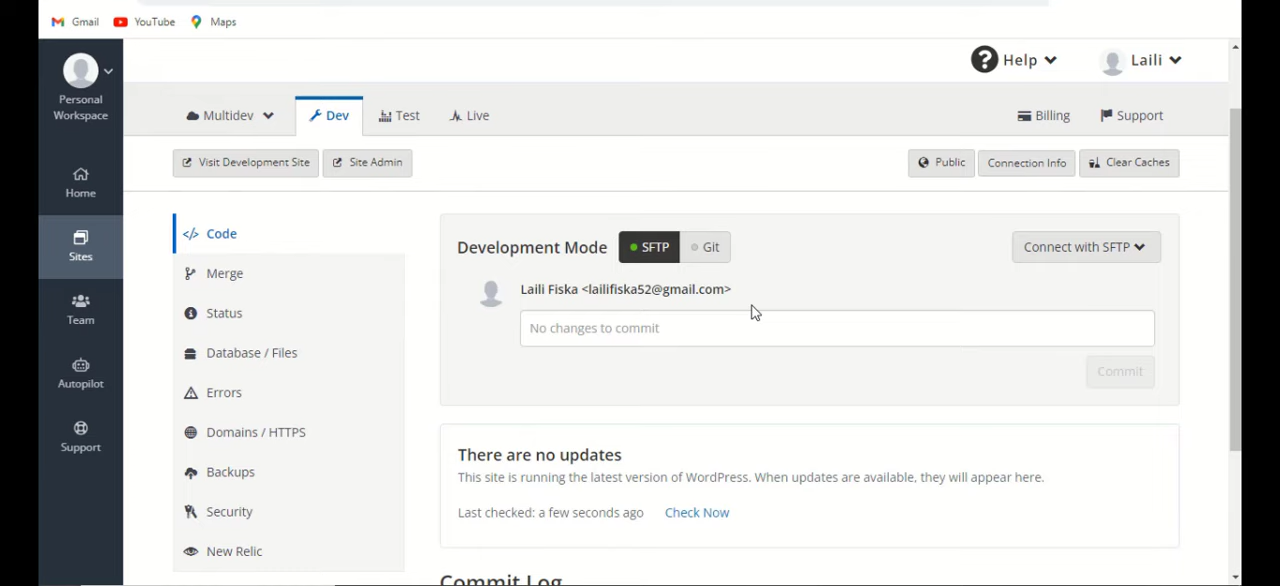 Gmail YouTube Maps
Help Laili
Personal
Workspace
Home
Sites
Team
Autopilot
Support
Multidev Dev Test Live Billing Support
Visit Development Site Site Admin Public Connection Info Clear Caches
Code
Merge
Status
Database / Files
Errors
Domains / HTTPS
Backups
Security
New Relic
Development Mode SFTP Git Connect with SFTP
Laili Fiska <lailifiska52@gmail.com>
No changes to commit
Commit
There are no updates
This site is running the latest version of WordPress. When updates are available, they will appear here.
Last checked: a few seconds ago Check Now
Commit Log